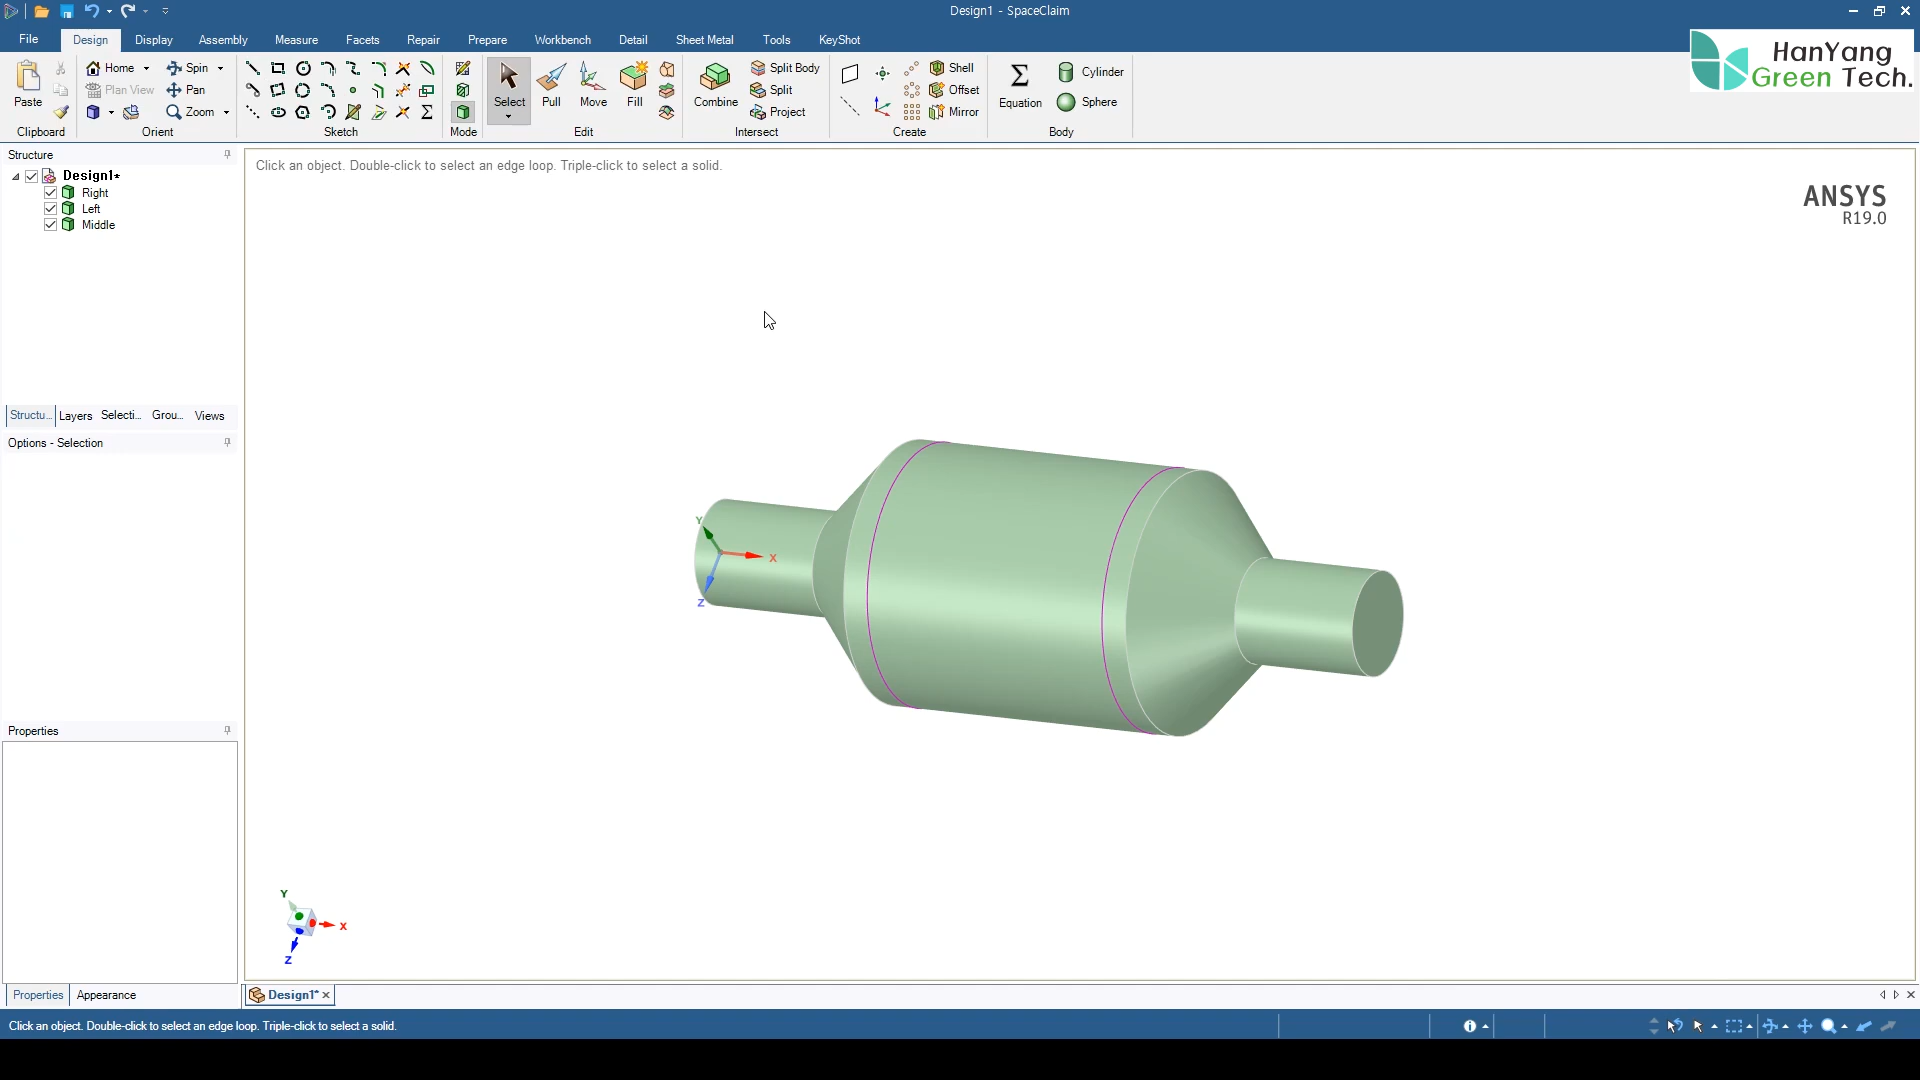 Design1 - SpaceClaim
File Design Display Assembly Measure Facets Repair Prepare Workbench Detail Sheet Metal Tools KeyShot
HanYang
Green Tech.
Paste
Clipboard
Home Spin
Plan View Pan
Zoom
Orient
Sketch
Mode
Select Pull Move Fill
Edit
Combine
Split Body
Split
Project
Intersect
Shell
Offset
Mirror
Create
Equation
Cylinder
Sphere
Body
Structure
Design1*
Right
Left
Middle
Structu... Layers Selecti... Grou... Views
Options - Selection
Properties
Properties Appearance
Click an object. Double-click to select an edge loop. Triple-click to select a solid.
ANSYS
R19.0
Y
X
Z
Y
X
Z
Design1*
Click an object. Double-click to select an edge loop. Triple-click to select a solid.